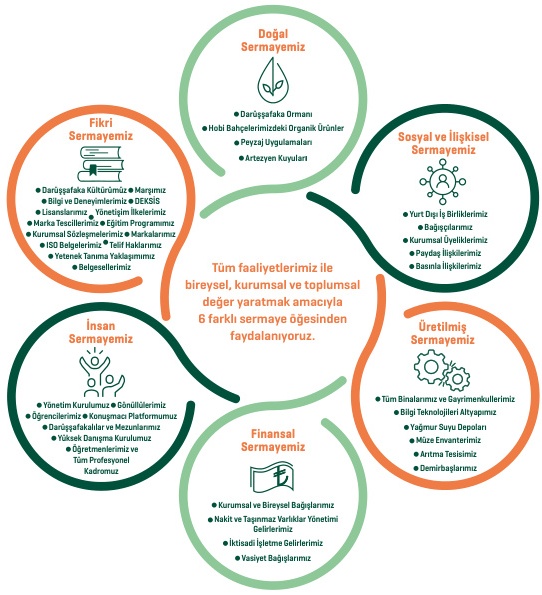 Doğal
Sermayemiz
● Darüşşafaka Ormanı
● Hobi Bahçelerimizdeki Organik Ürünler
● Peyzaj Uygulamaları
● Artezyen Kuyuları
Sosyal ve İlişkisel
Sermayemiz
● Yurt Dışı İş Birliklerimiz
● Bağışçılarımız
● Kurumsal Üyeliklerimiz
● Paydaş İlişkilerimiz
● Basınla İlişkilerimiz
Üretilmiş
Sermayemiz
● Tüm Binalarımız ve Gayrimenkullerimiz
● Bilgi Teknolojileri Altyapımız
● Yağmur Suyu Depoları
● Müze Envanterimiz
● Arıtma Tesisimiz
● Demirbaşlarımız
Finansal
Sermayemiz
● Kurumsal ve Bireysel Bağışlarımız
● Nakit ve Taşınmaz Varlıklar Yönetimi
Gelirlerimiz
● İktisadi İşletme Gelirlerimiz
● Vasiyet Bağışlarımız
İnsan
Sermayemiz
● Yönetim Kurulumuz ● Gönüllülerimiz
● Öğrencilerimiz ● Konuşmacı Platformumuz
● Darüşşafakalılar ve Mezunlarımız
● Yüksek Danışma Kurulumuz
● Öğretmenlerimiz ve
Tüm Profesyonel
Kadromuz
Fikri
Sermayemiz
● Darüşşafaka Kültürümüz ● Marşımız
● Bilgi ve Deneyimlerimiz ● DEKSİS
● Lisanslarımız ● Yönetişim İlkelerimiz
● Marka Tescillerimiz ● Eğitim Programımız
● Kurumsal Sözleşmelerimiz ● Markalarımız
● ISO Belgelerimiz ● Telif Haklarımız
● Yetenek Tanıma Yaklaşımımız
● Belgesellerimiz
Tüm faaliyetlerimiz ile
bireysel, kurumsal ve toplumsal
değer yaratmak amacıyla
6 farklı sermaye öğesinden
faydalanıyoruz.